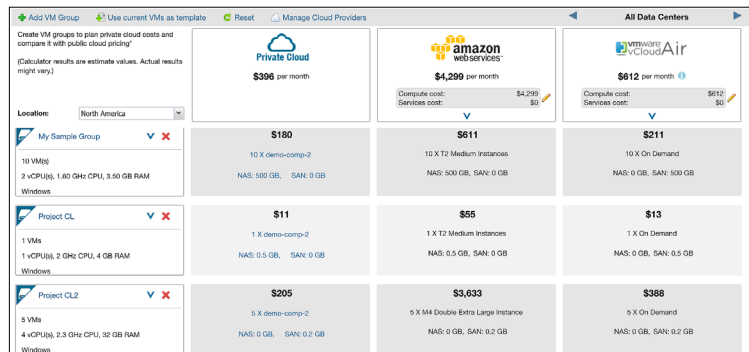 Add VM Group Use current VMs as template Reset Manage Cloud Providers All Data Centers
Create VM groups to plan private cloud costs and
compare it with public cloud pricing*
(Calculator results are estimate values. Actual results
might vary.)
Location: North America
Private Cloud
$396 per month
amazon
webservices™
$4,299 per month
Compute cost: $4,299
Services cost: $0
vmware
vCloud Air
$612 per month
Compute cost: $612
Services cost: $0
My Sample Group
10 VM(s)
2 vCPU(s), 1.60 GHz CPU, 3.50 GB RAM
Windows
$180
10 X demo-comp-2
NAS: 500 GB, SAN: 0 GB
$611
10 X T2 Medium Instances
NAS: 500 GB, SAN: 0 GB
$211
10 X On Demand
NAS: 0 GB, SAN: 500 GB
Project CL
1 VMs
1 vCPU(s), 2 GHz CPU, 4 GB RAM
Windows
$11
1 X demo-comp-2
NAS: 0.5 GB, SAN: 0 GB
$55
1 X T2 Medium Instances
NAS: 0.5 GB, SAN: 0 GB
$13
1 X On Demand
NAS: 0 GB, SAN: 0.5 GB
Project CL2
5 VMs
4 vCPU(s), 2.3 GHz CPU, 32 GB RAM
Windows
$205
5 X demo-comp-2
NAS: 0 GB, SAN: 0.2 GB
$3,633
5 X M4 Double Extra Large Instance
NAS: 0 GB, SAN: 0.2 GB
$388
5 X On Demand
NAS: 0 GB, SAN: 0.2 GB